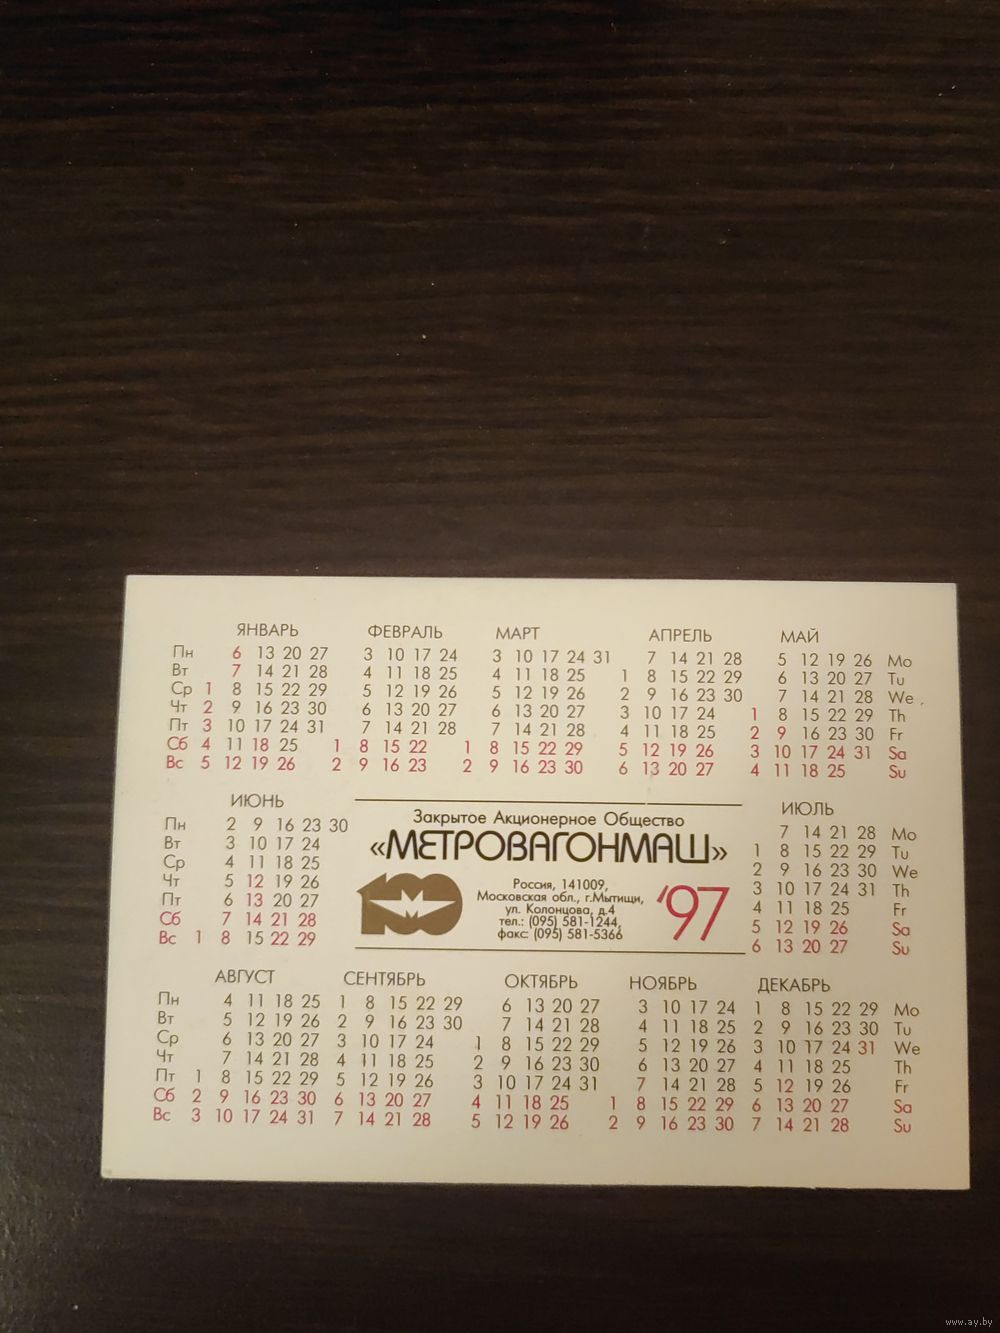 ЯНВАРЬ ФЕВРАЛЬ МАРТ АПРЕЛЬ МАЙ
Пн 6 13 20 27 3 10 17 24 3 10 17 24 31 7 14 21 28 5 12 19 26 Mo
Вт 7 14 21 28 4 11 18 25 4 11 18 25 1 8 15 22 29 6 13 20 27 Tu
Ср 1 8 15 22 29 5 12 19 26 5 12 19 26 2 9 16 23 30 7 14 21 28 We
Чт 2 9 16 23 30 6 13 20 27 6 13 20 27 3 10 17 24 1 8 15 22 29 Th
Пт 3 10 17 24 31 7 14 21 28 7 14 21 28 4 11 18 25 2 9 16 23 30 Fr
Сб 4 11 18 25 1 8 15 22 1 8 15 22 29 5 12 19 26 3 10 17 24 31 Sa
Вс 5 12 19 26 2 9 16 23 2 9 16 23 30 6 13 20 27 4 11 18 25 Su
ИЮНЬ
Пн 2 9 16 23 30
Вт 3 10 17 24
Ср 4 11 18 25
Чт 5 12 19 26
Пт 6 13 20 27
Сб 7 14 21 28
Вс 1 8 15 22 29
Закрытое Акционерное Общество
«МЕТРОВАГОНМАШ»
100
Россия, 141009,
Московская обл., г.Мытищи,
ул. Колонцова, д.4
тел.: (095) 581-1244,
факс: (095) 581-5366
'97
ИЮЛЬ
7 14 21 28 Mo
1 8 15 22 29 Tu
2 9 16 23 30 We
3 10 17 24 31 Th
4 11 18 25 Fr
5 12 19 26 Sa
6 13 20 27 Su
АВГУСТ СЕНТЯБРЬ ОКТЯБРЬ НОЯБРЬ ДЕКАБРЬ
Пн 4 11 18 25 1 8 15 22 29 6 13 20 27 3 10 17 24 1 8 15 22 29 Mo
Вт 5 12 19 26 2 9 16 23 30 7 14 21 28 4 11 18 25 2 9 16 23 30 Tu
Ср 6 13 20 27 3 10 17 24 1 8 15 22 29 5 12 19 26 3 10 17 24 31 We
Чт 7 14 21 28 4 11 18 25 2 9 16 23 30 6 13 20 27 4 11 18 25 Th
Пт 1 8 15 22 29 5 12 19 26 3 10 17 24 31 7 14 21 28 5 12 19 26 Fr
Сб 2 9 16 23 30 6 13 20 27 4 11 18 25 1 8 15 22 29 6 13 20 27 Sa
Вс 3 10 17 24 31 7 14 21 28 5 12 19 26 2 9 16 23 30 7 14 21 28 Su
www.ay.by